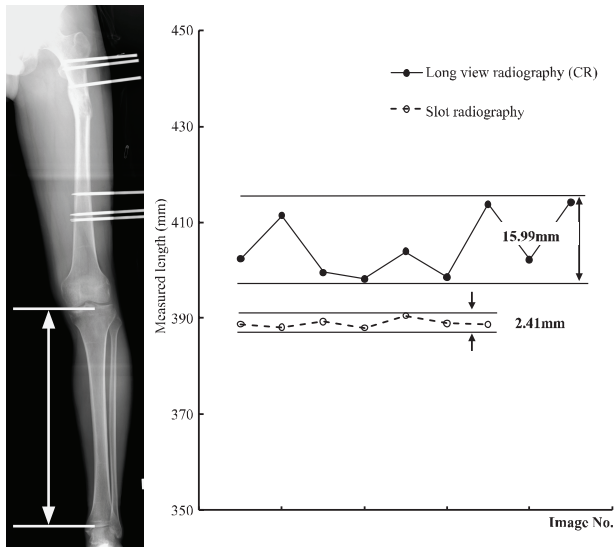 450
430
410
390
370
350
Measured length (mm)
Long view radiography (CR)
Slot radiography
15.99mm
2.41mm
Image No.